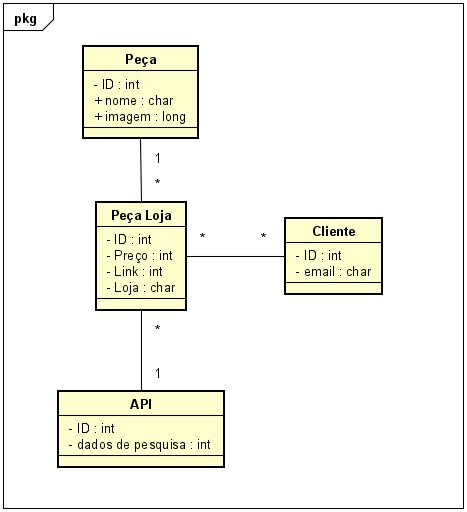 pkg
Peça
- ID : int
+ nome : char
+ imagem : long
1
*
Peça Loja
- ID : int
- Preço : int
- Link : int
- Loja : char
* *
Cliente
- ID : int
- email : char
*
1
API
- ID : int
- dados de pesquisa : int